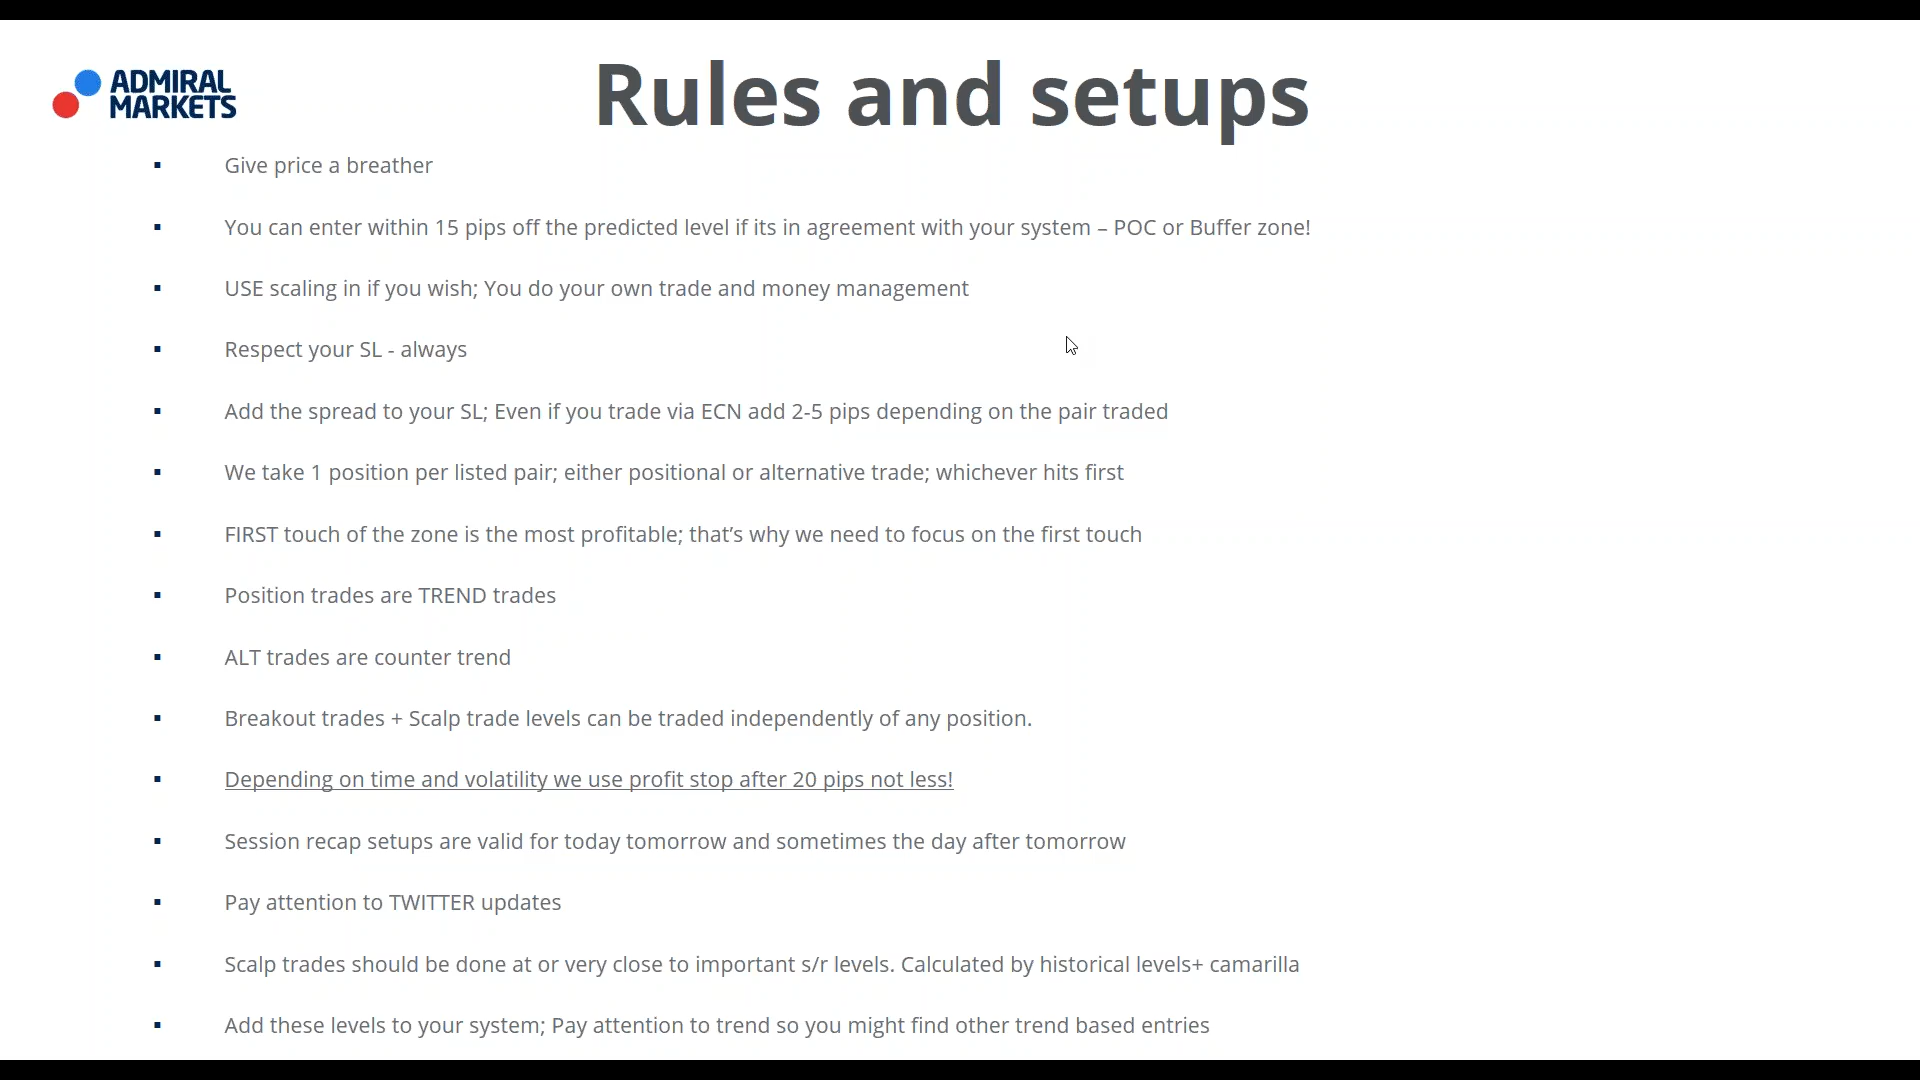 ADMIRAL
MARKETS
Rules and setups
▪ Give price a breather
▪ You can enter within 15 pips off the predicted level if its in agreement with your system – POC or Buffer zone!
▪ USE scaling in if you wish; You do your own trade and money management
▪ Respect your SL - always
▪ Add the spread to your SL; Even if you trade via ECN add 2-5 pips depending on the pair traded
▪ We take 1 position per listed pair; either positional or alternative trade; whichever hits first
▪ FIRST touch of the zone is the most profitable; that’s why we need to focus on the first touch
▪ Position trades are TREND trades
▪ ALT trades are counter trend
▪ Breakout trades + Scalp trade levels can be traded independently of any position.
▪ Depending on time and volatility we use profit stop after 20 pips not less!
▪ Session recap setups are valid for today tomorrow and sometimes the day after tomorrow
▪ Pay attention to TWITTER updates
▪ Scalp trades should be done at or very close to important s/r levels. Calculated by historical levels+ camarilla
▪ Add these levels to your system; Pay attention to trend so you might find other trend based entries